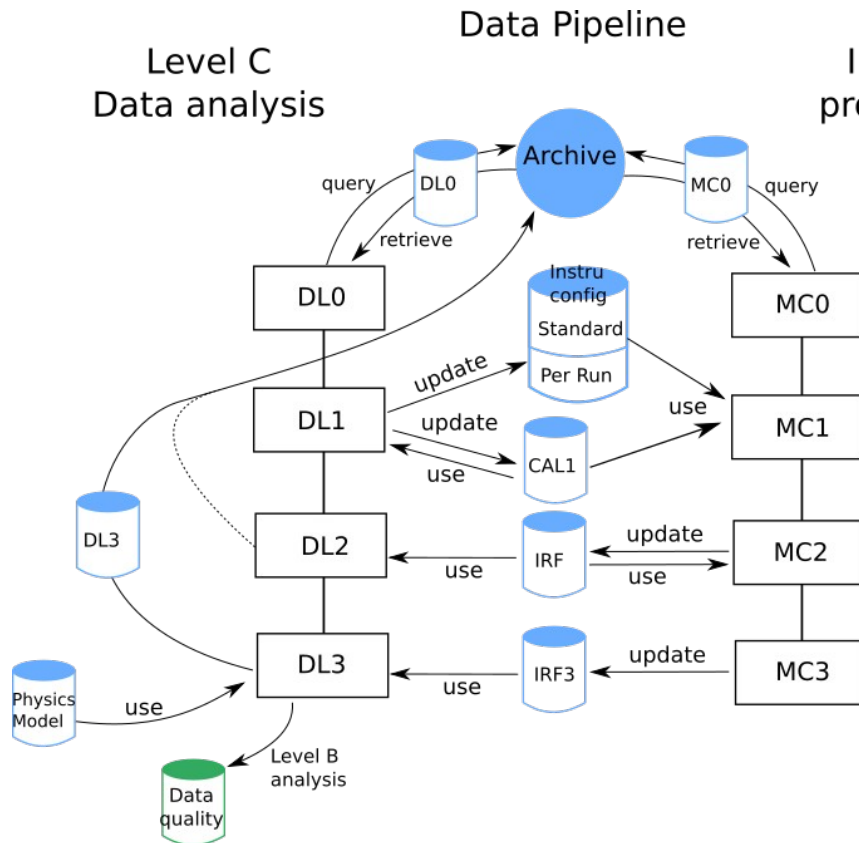 Data Pipeline
Level C
Data analysis
I
pro
Archive
DL0
MC0
query
query
retrieve
retrieve
Instru
config
Standard
Per Run
DL0
MC0
update
DL1
update
use
CAL1
use
MC1
DL3
DL2
use
IRF
update
use
MC2
DL3
use
IRF3
update
MC3
Physics
Model
use
Level B
analysis
Data
quality